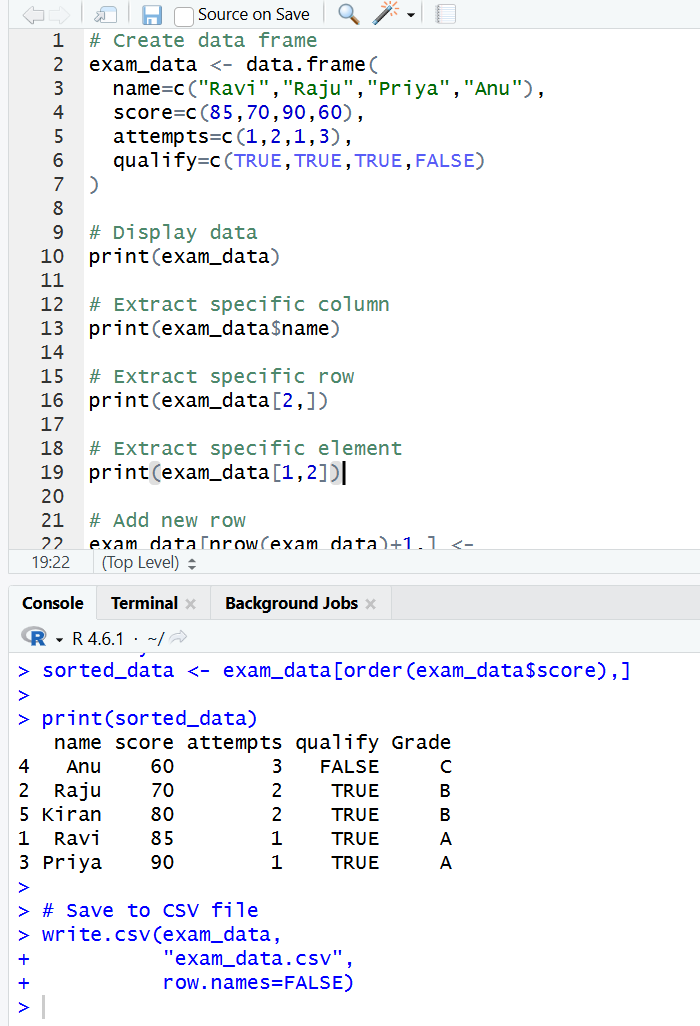 Source on Save
1 # Create data frame
2 exam_data <- data.frame(
3   name=c("Ravi","Raju","Priya","Anu"),
4   score=c(85,70,90,60),
5   attempts=c(1,2,1,3),
6   qualify=c(TRUE,TRUE,TRUE,FALSE)
7 )
8
9 # Display data
10 print(exam_data)
11
12 # Extract specific column
13 print(exam_data$name)
14
15 # Extract specific row
16 print(exam_data[2,])
17
18 # Extract specific element
19 print(exam_data[1,2])
20
21 # Add new row
22 exam_data[nrow(exam_data)+1,] <-
19:22 (Top Level)
Console Terminal Background Jobs
R R 4.6.1 · ~/
> sorted_data <- exam_data[order(exam_data$score),]
>
> print(sorted_data)
   name score attempts qualify Grade
4   Anu    60        3   FALSE     C
2  Raju    70        2    TRUE     B
5 Kiran    80        2    TRUE     B
1  Ravi    85        1    TRUE     A
3 Priya    90        1    TRUE     A
>
> # Save to CSV file
> write.csv(exam_data,
+           "exam_data.csv",
+           row.names=FALSE)
>